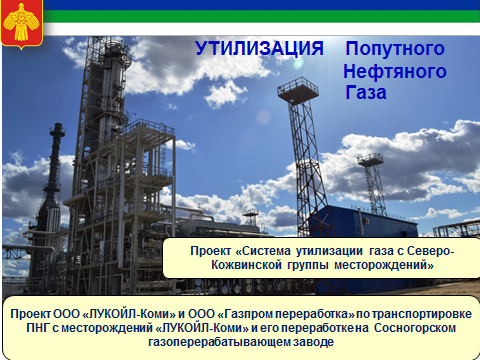 УТИЛИЗАЦИЯ Попутного
Нефтяного
Газа
Проект «Система утилизации газа с Северо-
Кожвинской группы месторождений»
Проект ООО «ЛУКОЙЛ-Коми» и ООО «Газпром переработка» по транспортировке
ПНГ с месторождений «ЛУКОЙЛ-Коми» и его переработке на Сосногорском
газоперерабатывающем заводе